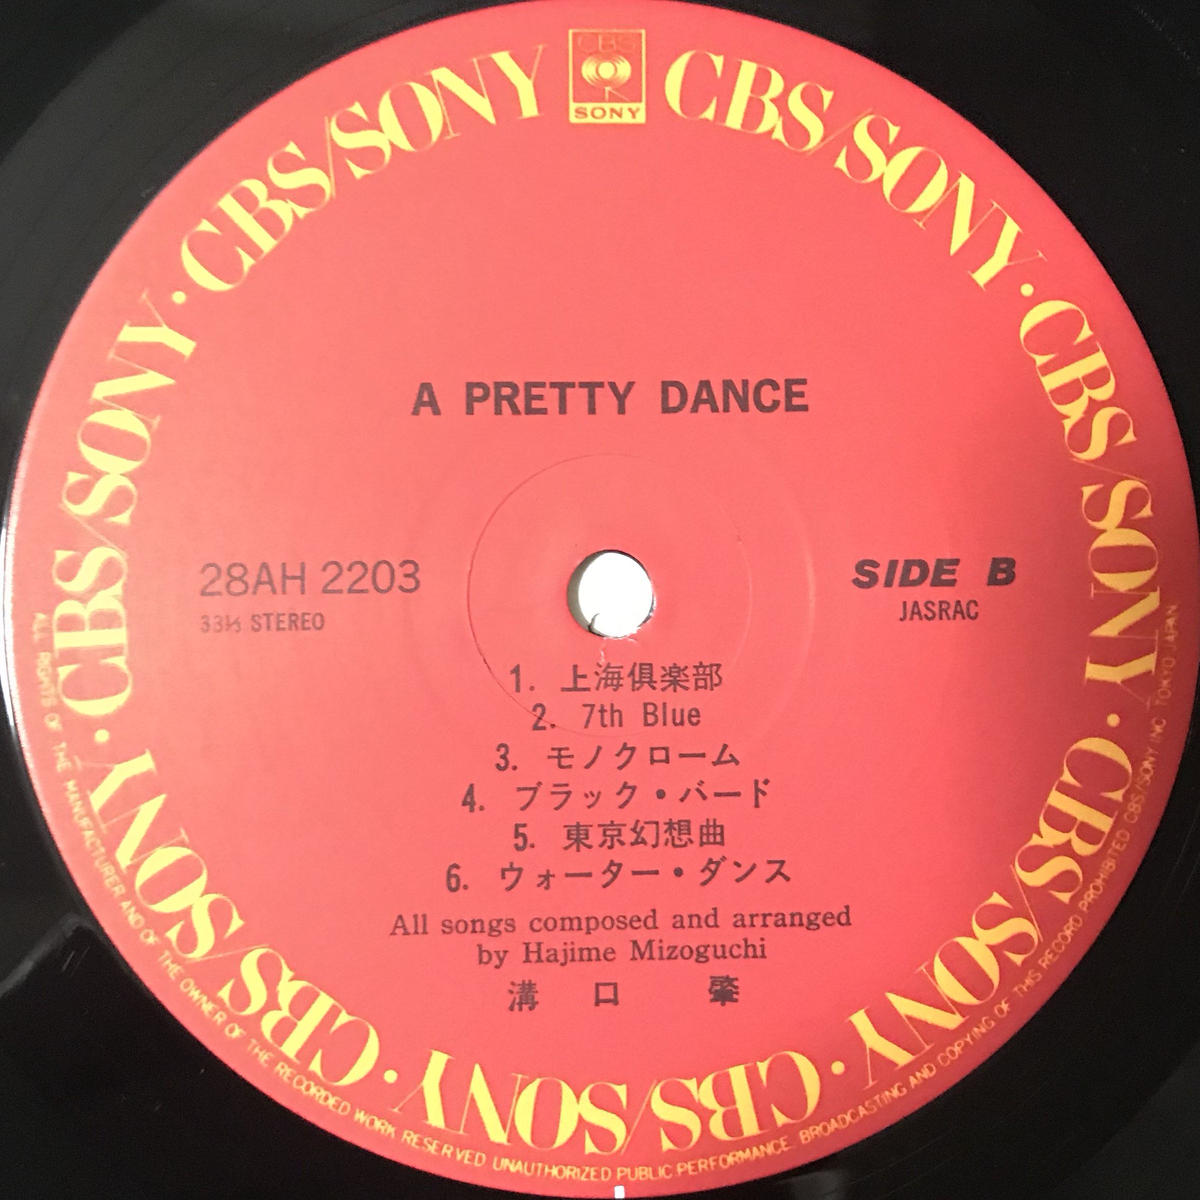 CBS
SONY
CBS/SONY · CBS/SONY · CBS/SONY · CBS/SONY · CBS/SONY · CBS/SONY · CBS/SONY · CBS/SONY
A PRETTY DANCE
28AH 2203
33⅓ STEREO
SIDE B
JASRAC
1. 上海倶楽部
2. 7th Blue
3. モノクローム
4. ブラック・バード
5. 東京幻想曲
6. ウォーター・ダンス
All songs composed and arranged
by Hajime Mizoguchi
溝口 肇
ALL RIGHTS OF THE MANUFACTURER AND OF THE OWNER OF THE RECORDED WORK RESERVED UNAUTHORIZED PUBLIC PERFORMANCE BROADCASTING AND COPYING OF THIS RECORD PROHIBITED CBS/SONY INC TOKYO JAPAN